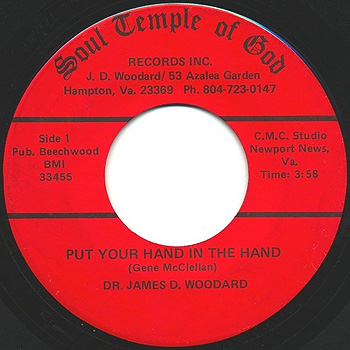 Soul Temple of God
RECORDS INC.
J. D. Woodard/ 53 Azalea Garden
Hampton, Va. 23369 Ph. 804-723-0147
Side 1
Pub. Beechwood
BMI
33455
C.M.C. Studio
Newport News,
Va.
Time: 3:58
PUT YOUR HAND IN THE HAND
(Gene McClellan)
DR. JAMES D. WOODARD